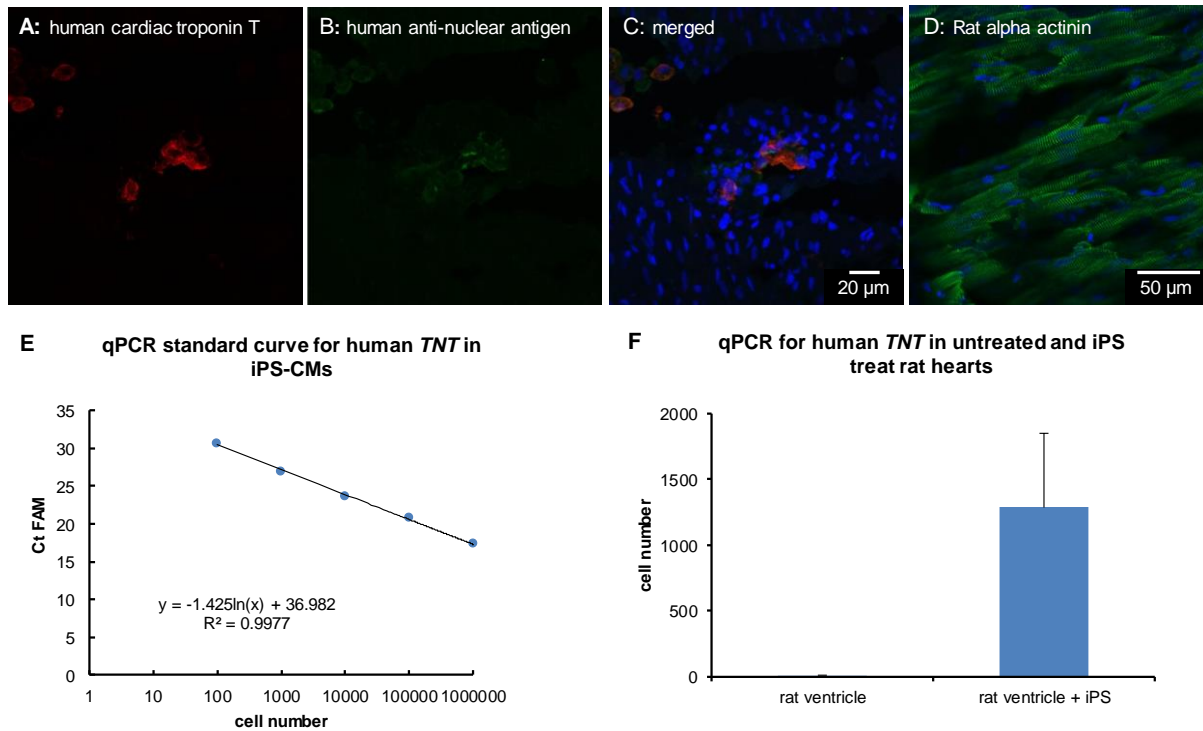 A: human cardiac troponin T
B: human anti-nuclear antigen
C: merged
D: Rat alpha actinin
20 µm
50 µm
E
qPCR standard curve for human TNT in
iPS-CMs
35
30
25
20
15
10
5
0
Ct FAM
y = -1.425ln(x) + 36.982
R² = 0.9977
1 10 100 1000 10000 100000 1000000
cell number
F
qPCR for human TNT in untreated and iPS
treat rat hearts
2000
1500
1000
500
0
cell number
rat ventricle
rat ventricle + iPS